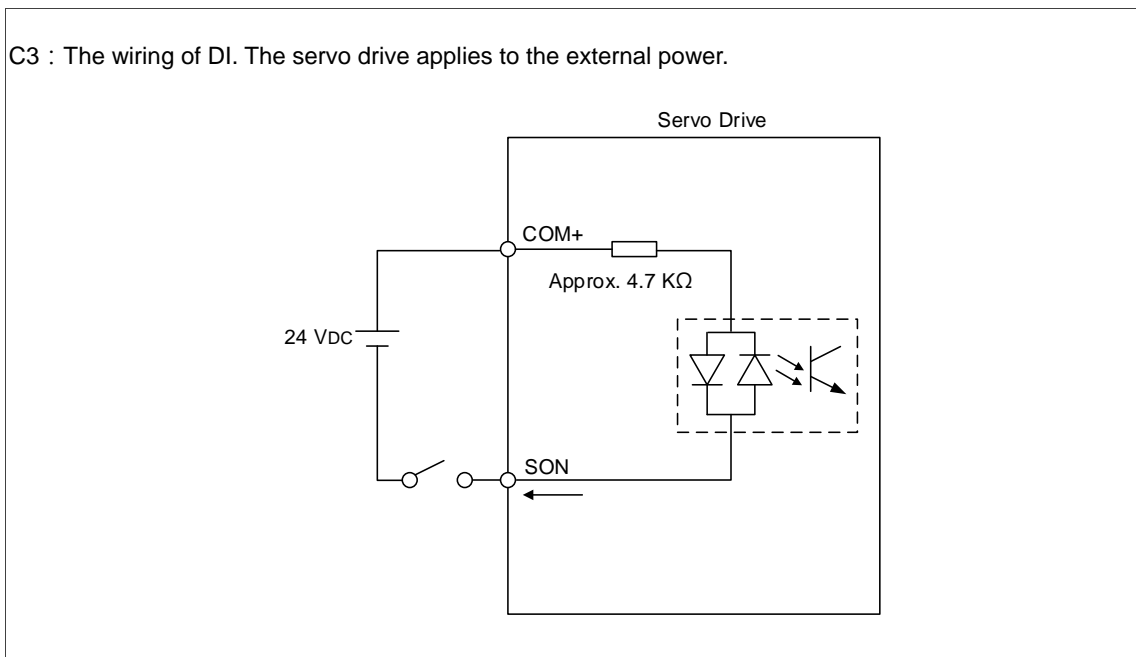 C3：The wiring of DI. The servo drive applies to the external power.
Servo Drive
COM+
Approx. 4.7 KΩ
24 VDC
SON